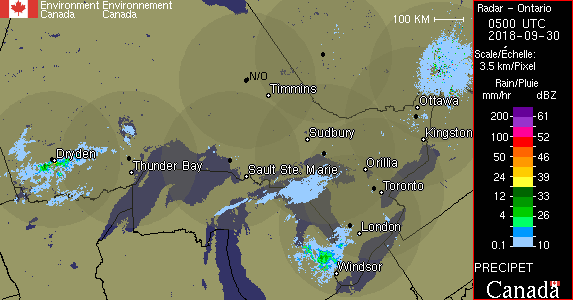 Environment Environnement
Canada Canada
100 KM
N/O
Timmins
Ottawa
Sudbury
Kingston
Dryden
Thunder Bay
Sault Ste. Marie
Orillia
Toronto
London
Windsor
Radar - Ontario
0500 UTC
2018-09-30
Scale/Échelle:
3.5 km/Pixel
Rain/Pluie
mm/hr dBZ
200 61
100 52
50 46
24 39
12 33
4 26
0.1 10
PRECIPET
Canada